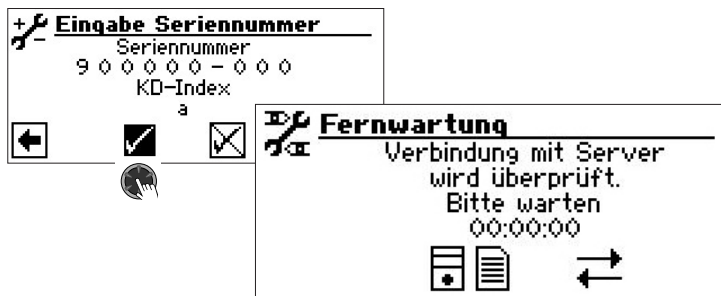 Eingabe Seriennummer
Seriennummer
900000-000
KD-Index
a
Fernwartung
Verbindung mit Server
wird überprüft.
Bitte warten
00:00:00